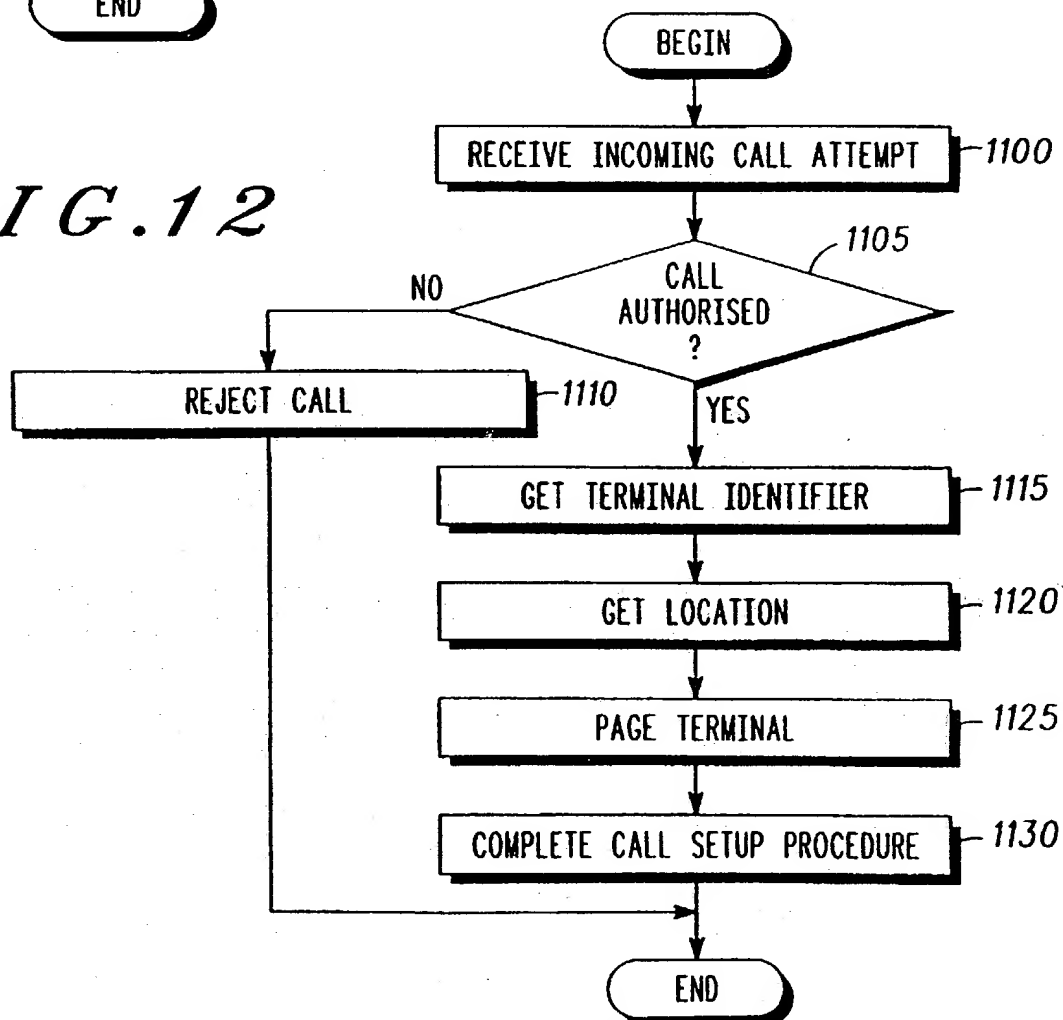 END
BEGIN
RECEIVE INCOMING CALL ATTEMPT
1100
IG.12
1105
CALL
AUTHORISED
?
NO
REJECT CALL
1110
YES
GET TERMINAL IDENTIFIER
1115
GET LOCATION
1120
PAGE TERMINAL
1125
COMPLETE CALL SETUP PROCEDURE
1130
END